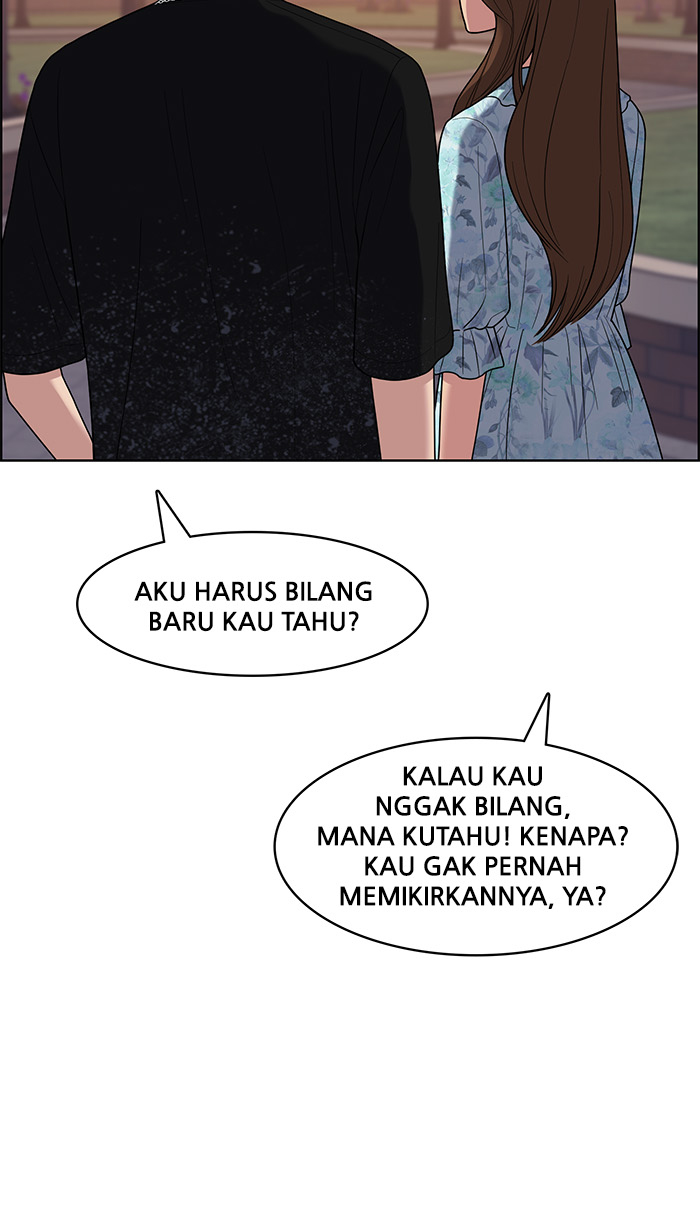 AKU HARUS BILANG
BARU KAU TAHU?
KALAU KAU
NGGAK BILANG,
MANA KUTAHU! KENAPA?
KAU GAK PERNAH
MEMIKIRKANNYA, YA?